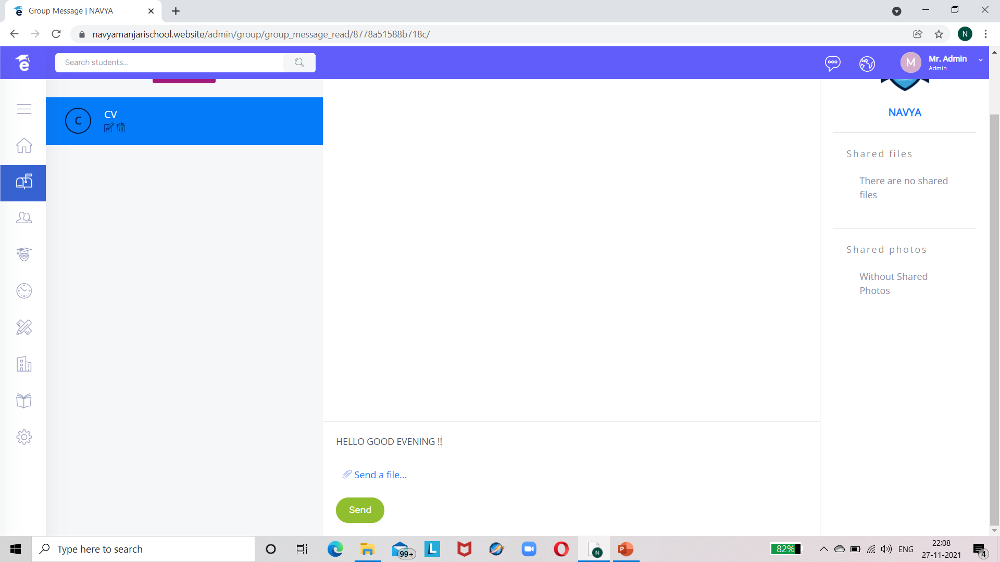 Group Message | NAVYA
navyamanjarischool.website/admin/group/group_message_read/8778a51588b718c/
N
e
Search students...
M
Mr. Admin
Admin
C
CV
NAVYA
Shared files
There are no shared
files
Shared photos
Without Shared
Photos
HELLO GOOD EVENING !!
Send a file...
Send
Type here to search
99+
L
N
P
82%
ENG
22:08
27-11-2021
4